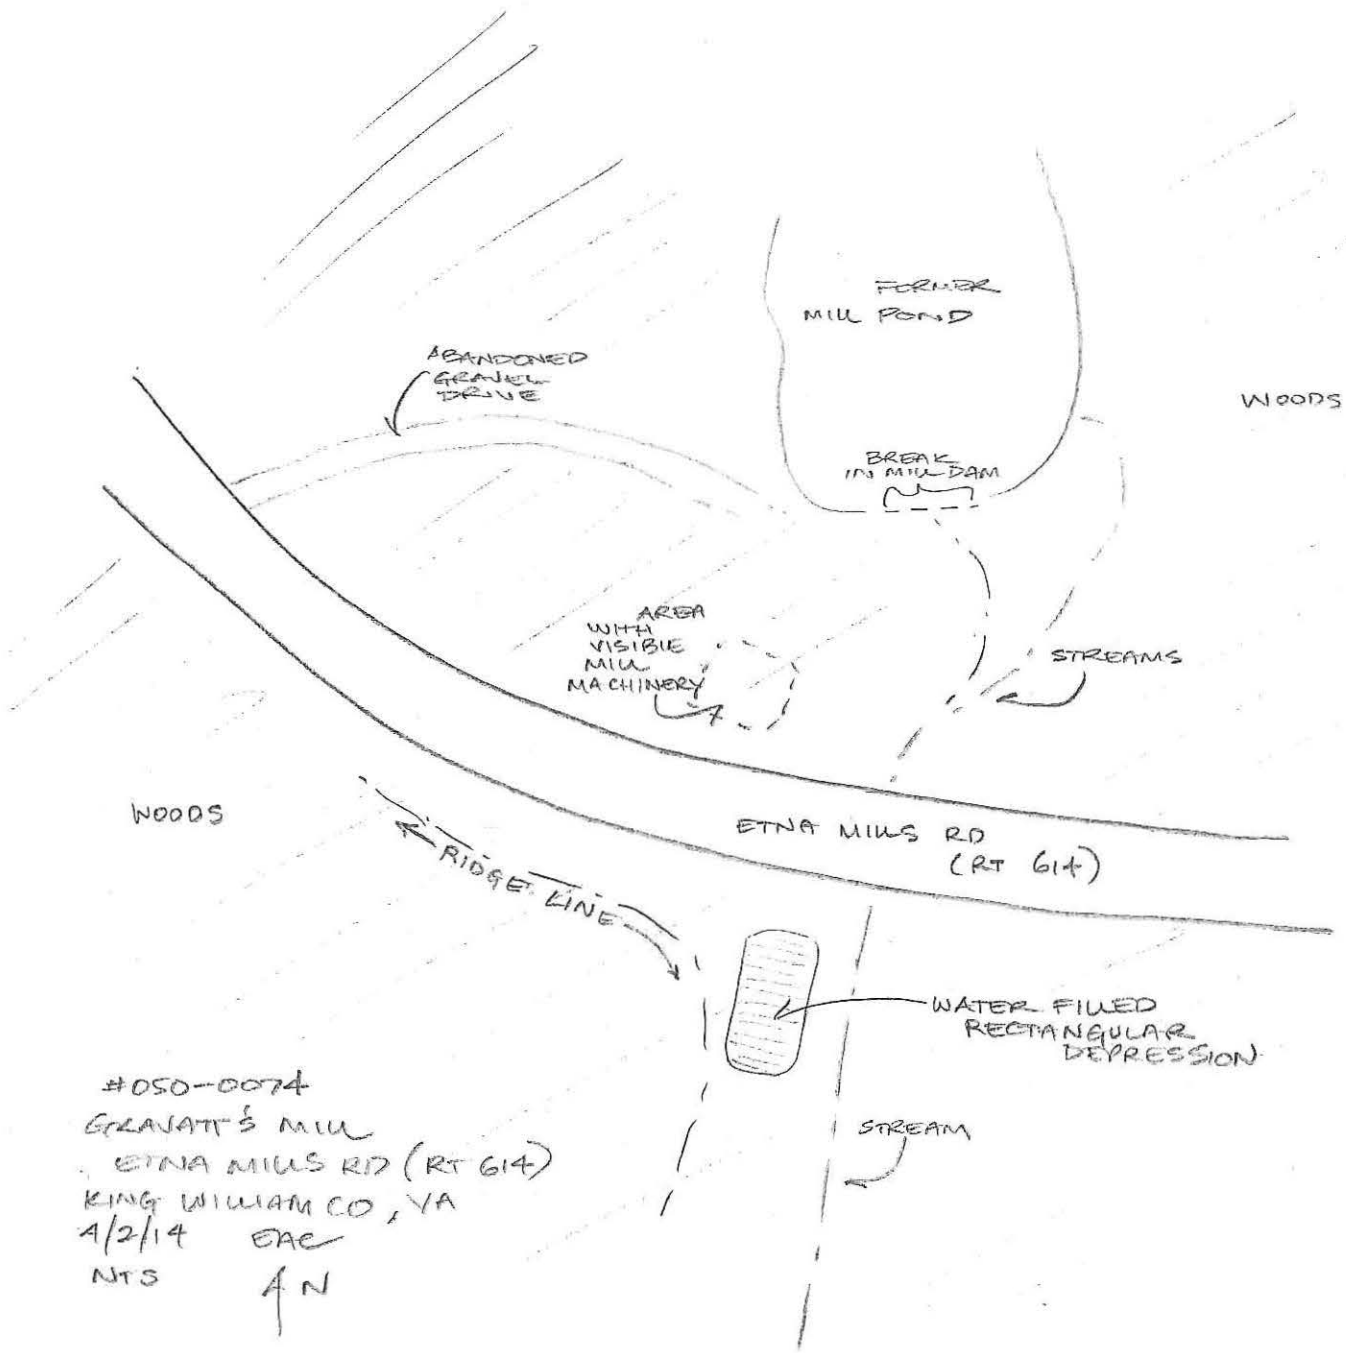 FORMER
MILL POND
ABANDONED
GRAVEL
DRIVE
WOODS
BREAK
IN MILL DAM
AREA
WITH
VISIBLE
MILL
MACHINERY
STREAMS
WOODS
ETNA MILLS RD
(RT 614)
RIDGE LINE
WATER FILLED
RECTANGULAR
DEPRESSION
STREAM
#050-0074
GRAVATT'S MILL
ETNA MILLS RD (RT 614)
KING WILLIAM CO, VA
4/2/14 EAC
NTS N